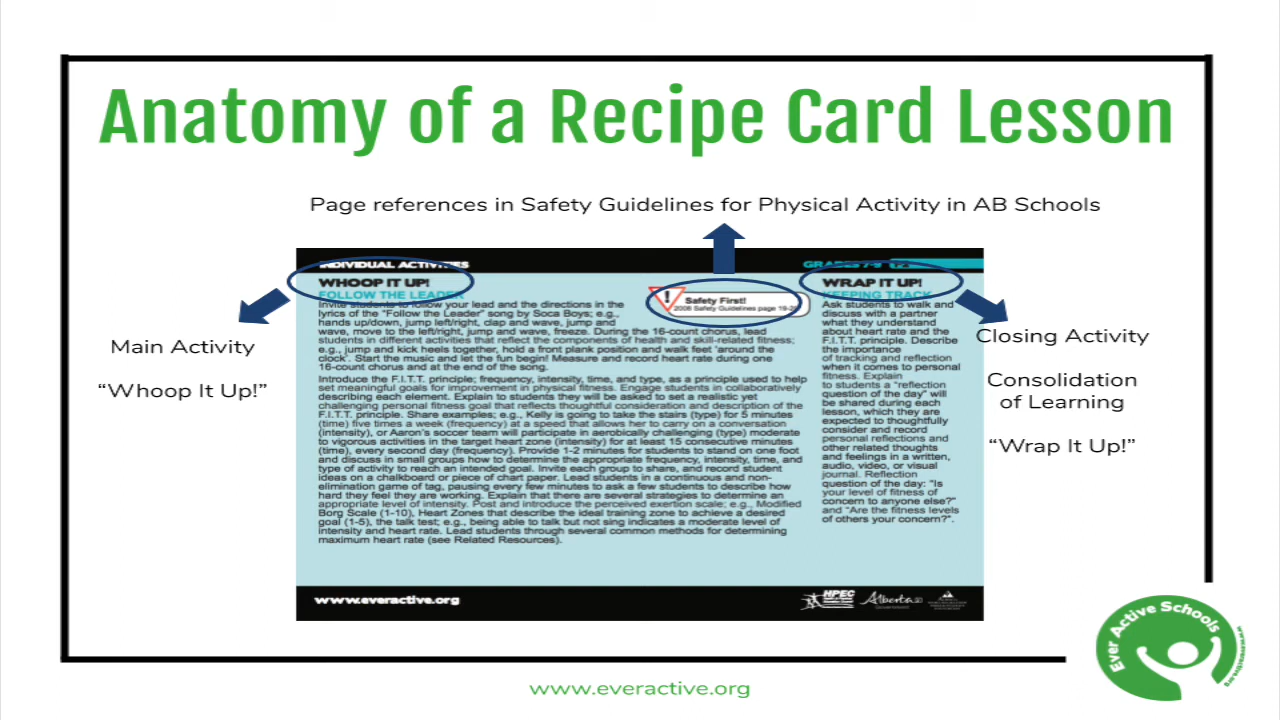 Anatomy of a Recipe Card Lesson
Page references in Safety Guidelines for Physical Activity in AB Schools
INDIVIDUAL ACTIVITIES
GRADES 7-9
WHOOP IT UP!
FOLLOW THE LEADER
Safety First!
2008 Safety Guidelines page
Invite students to follow your lead and the directions in the
lyrics of the "Follow the Leader" song by Soca Boys; e.g.,
hands up/down, jump left/right, clap and wave, jump and
wave, move to the left/right, jump and wave, freeze. During the 16-count chorus, lead
students in different activities that reflect the components of health and skill-related fitness;
e.g., jump and kick heels together, hold a front plank position and walk feet 'around the
clock'. Start the music and let the fun begin! Measure and record heart rate during one
16-count chorus and at the end of the song.
Introduce the F.I.T.T. principle; frequency, intensity, time, and type, as a principle used to help
set meaningful goals for improvement in physical fitness. Engage students in collaboratively
describing each element. Explain to students they will be asked to set a realistic yet
challenging personal fitness goal that reflects thoughtful consideration and description of the
F.I.T.T. principle. Share examples; e.g., Kelly is going to take the stairs (type) for 5 minutes
(time) five times a week (frequency) at a speed that allows her to carry on a conversation
(intensity), or Aaron's soccer team will participate in aerobically challenging (type) moderate
to vigorous activities in the target heart zone (intensity) for at least 15 consecutive minutes
(time), every second day (frequency). Provide 1-2 minutes for students to stand on one foot
and discuss in small groups how to determine the appropriate frequency, intensity, time, and
type of activity to reach an intended goal. Invite each group to share, and record student
ideas on a chalkboard or piece of chart paper. Lead students in a continuous and non-
elimination game of tag, pausing every few minutes to ask a few students to describe how
hard they feel they are working. Explain that there are several strategies to determine an
appropriate level of intensity. Post and introduce the perceived exertion scale; e.g., Modified
Borg Scale (1-10), Heart Zones that describe the ideal training zone to achieve a desired
goal (1-5), the talk test; e.g., being able to talk but not sing indicates a moderate level of
intensity and heart rate. Lead students through several common methods for determining
maximum heart rate (see Related Resources).
WRAP IT UP!
KEEPING TRACK
Ask students to walk and
discuss with a partner
what they understand
about heart rate and the
F.I.T.T. principle. Describe
the importance
of tracking and reflection
when it comes to personal
fitness. Explain
to students a "reflection
question of the day" will
be shared during each
lesson, which they are
expected to thoughtfully
consider and record
personal reflections and
other related thoughts
and feelings in a written,
audio, video, or visual
journal. Reflection
question of the day: "Is
your level of fitness of
concern to anyone else?"
and "Are the fitness levels
of others your concern?".
Main Activity
“Whoop It Up!”
Closing Activity
Consolidation
of Learning
“Wrap It Up!”
www.everactive.org
HPEC
Alberta
Ever Active Schools
www.everactive.org
www.everactive.org